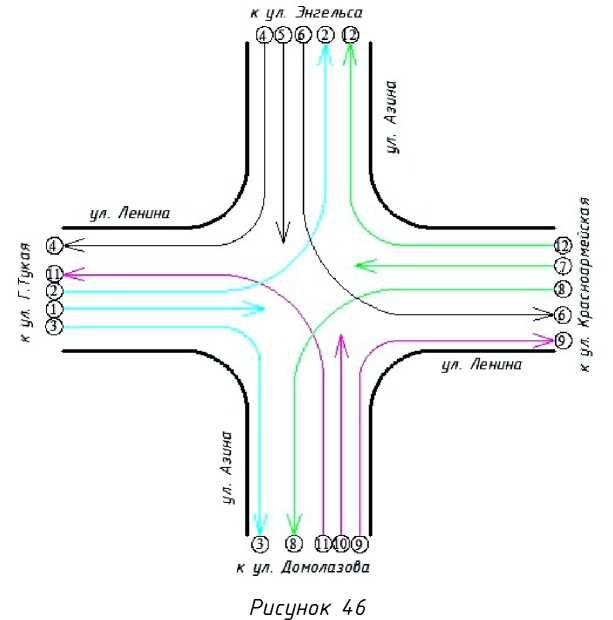 к ул. Энгельса
4 5 6 2 12
ул. Азина
ул. Ленина
к ул. Г.Тукая
4
11
2
1
3
12
7
8
6
9
к ул. Красноармейская
ул. Ленина
ул. Азина
3 8 11 10 9
к ул. Домолазова
Рисунок 46